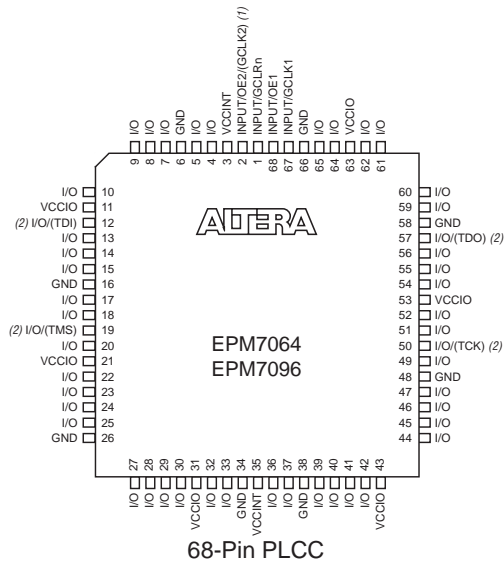 I/O
I/O
I/O
GND
I/O
I/O
VCCINT
INPUT/OE2/(GCLK2) (1)
INPUT/GCLRn
INPUT/OE1
INPUT/GCLK1
GND
I/O
I/O
VCCIO
I/O
I/O
9 8 7 6 5 4 3 2 1 68 67 66 65 64 63 62 61
ALTERA
I/O 10
VCCIO 11
(2) I/O/(TDI) 12
I/O 13
I/O 14
I/O 15
GND 16
I/O 17
I/O 18
(2) I/O/(TMS) 19
I/O 20
VCCIO 21
I/O 22
I/O 23
I/O 24
I/O 25
GND 26
60 I/O
59 I/O
58 GND
57 I/O/(TDO) (2)
56 I/O
55 I/O
54 I/O
53 VCCIO
52 I/O
51 I/O
50 I/O/(TCK) (2)
49 I/O
48 GND
47 I/O
46 I/O
45 I/O
44 I/O
EPM7064
EPM7096
27 28 29 30 31 32 33 34 35 36 37 38 39 40 41 42 43
I/O
I/O
I/O
I/O
VCCIO
I/O
I/O
GND
VCCINT
I/O
I/O
GND
I/O
I/O
I/O
I/O
VCCIO
68-Pin PLCC